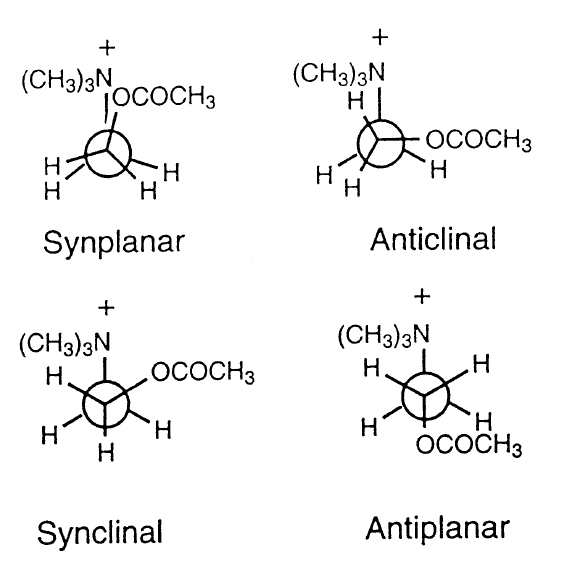 +
(CH₃)₃N
OCOCH₃
H
H
H
H
Synplanar
+
(CH₃)₃N
H
OCOCH₃
H
H
H
Anticlinal
+
(CH₃)₃N
H
OCOCH₃
H
H
H
Synclinal
+
(CH₃)₃N
H
H
H
H
OCOCH₃
Antiplanar